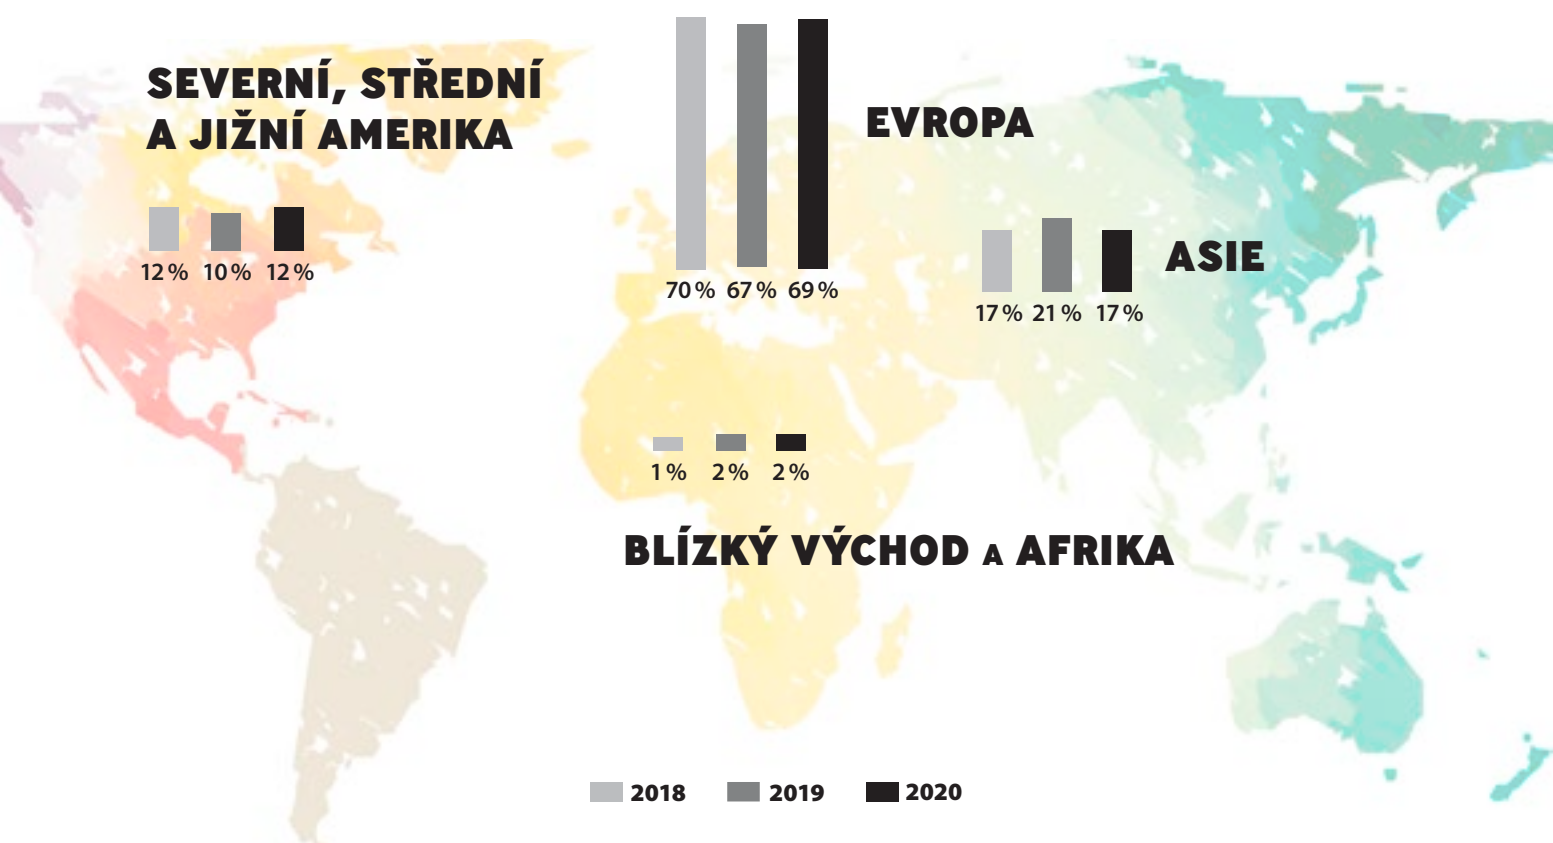 SEVERNÍ, STŘEDNÍ
A JIŽNÍ AMERIKA
12 % 10 % 12 %
EVROPA
70 % 67 % 69 %
ASIE
17 % 21 % 17 %
1 % 2 % 2 %
BLÍZKÝ VÝCHOD A AFRIKA
2018 2019 2020